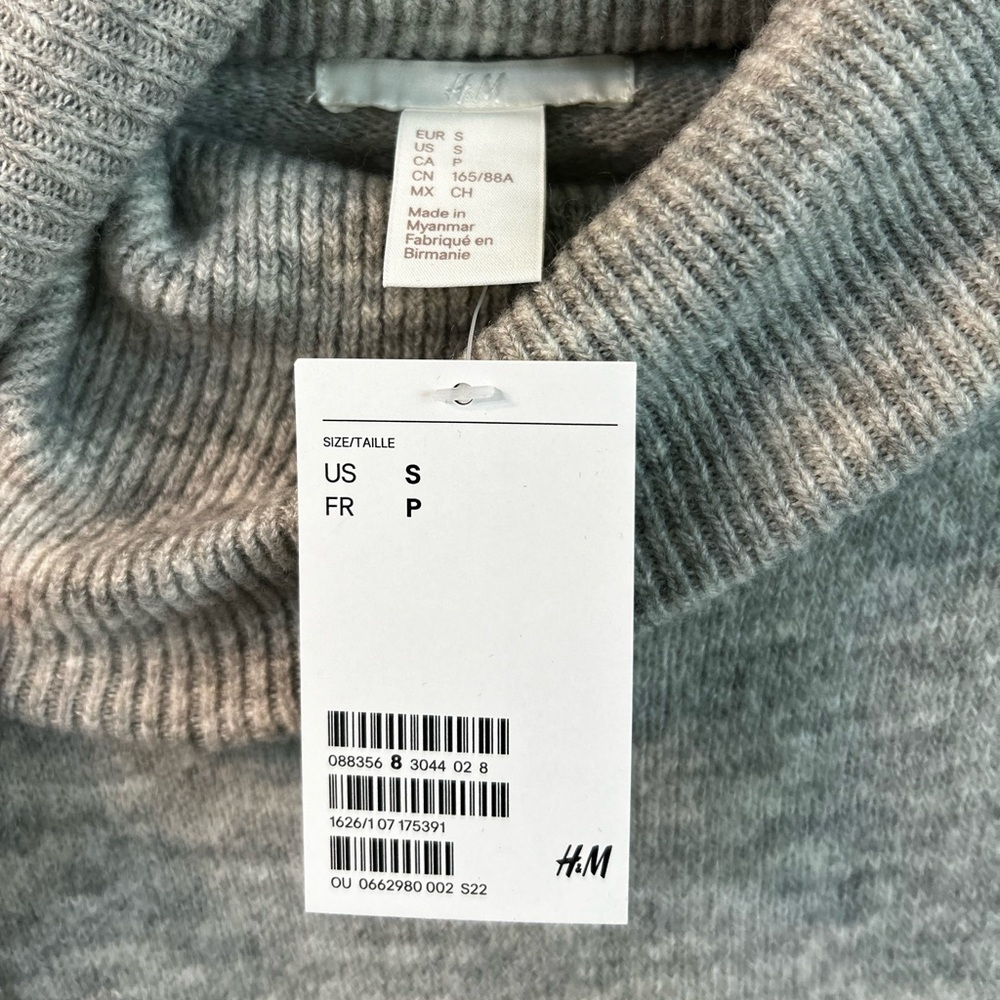 H&M
EUR S
US S
CA P
CN 165/88A
MX CH
Made in
Myanmar
Fabriqué en
Birmanie
SIZE/TAILLE
US S
FR P
088356 8 3044 02 8
1626/1 07 175391
OU 0662980 002 S22
H&M